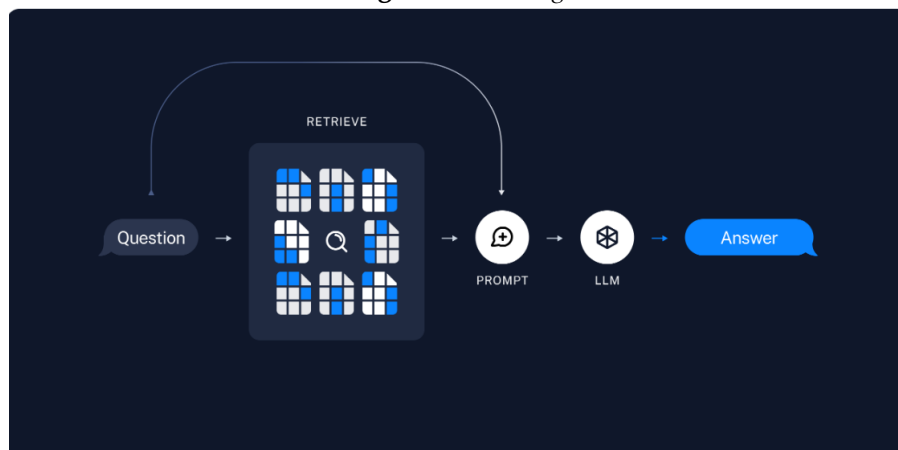 RETRIEVE
Question
Answer
PROMPT
LLM